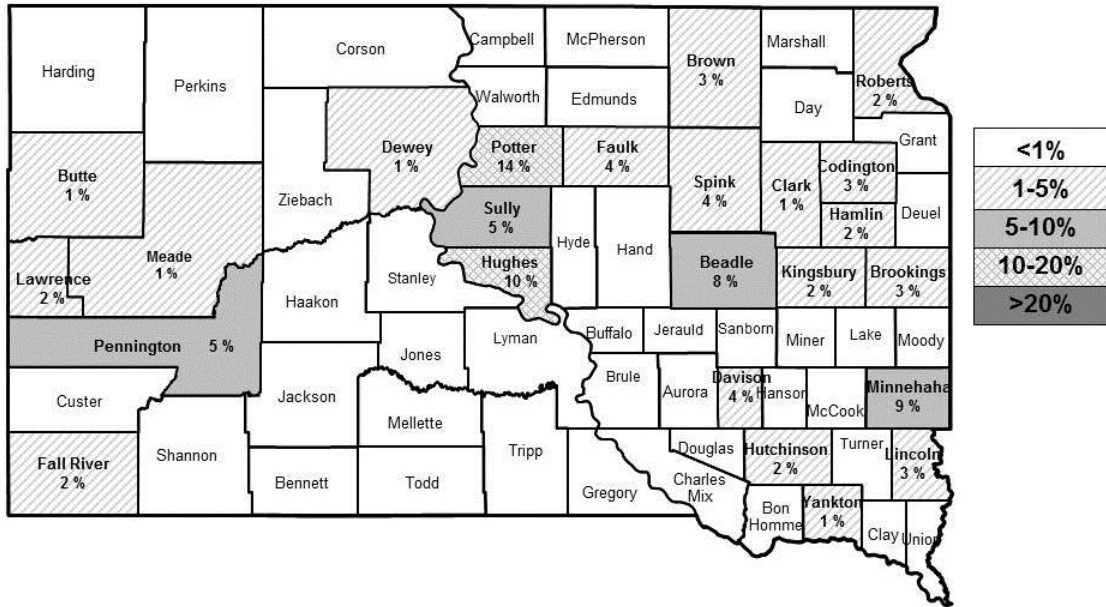 Harding
Perkins
Corson
Campbell
McPherson
Brown
3 %
Marshall
Roberts
2 %
Walworth
Edmunds
Day
Grant
Butte
1 %
Dewey
1 %
Potter
14 %
Faulk
4 %
Spink
4 %
Clark
1 %
Codington
3 %
Hamlin
2 %
Deuel
Ziebach
Sully
5 %
Meade
1 %
Lawrence
2 %
Stanley
Hughes
10 %
Hyde
Hand
Beadle
8 %
Kingsbury
2 %
Brookings
3 %
Haakon
Pennington 5 %
Jones
Lyman
Buffalo
Jerauld
Sanborn
Miner
Lake
Moody
Custer
Jackson
Brule
Aurora
Davison
4 %
Hanson
McCook
Minnehaha
9 %
Fall River
2 %
Shannon
Bennett
Mellette
Todd
Tripp
Gregory
Charles
Mix
Douglas
Hutchinson
2 %
Turner
Lincoln
3 %
Bon
Homme
Yankton
1 %
Clay
Union
<1%
1-5%
5-10%
10-20%
>20%